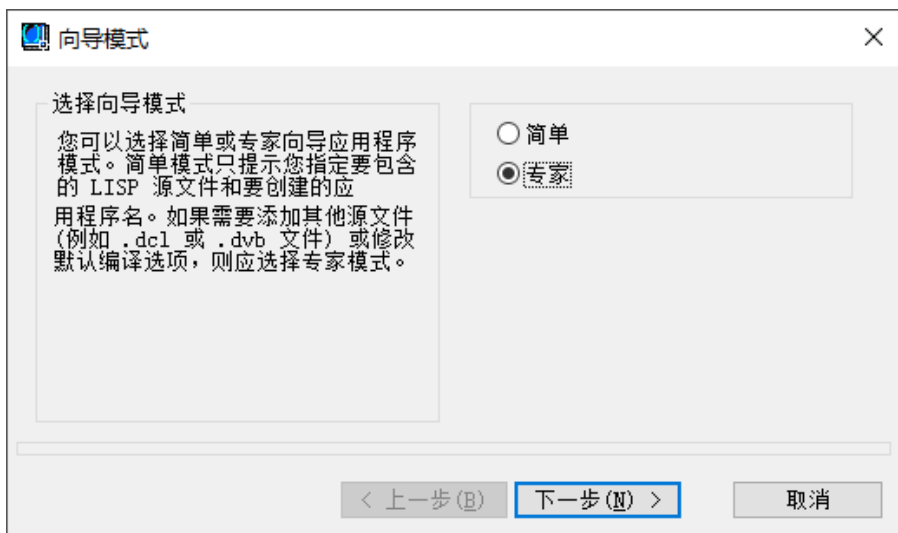 向导模式
选择向导模式
您可以选择简单或专家向导应用程序
模式。简单模式只提示您指定要包含
的 LISP 源文件和要创建的应
用程序名。如果需要添加其他源文件
(例如 .dcl 或 .dvb 文件) 或修改
默认编译选项，则应选择专家模式。
简单
专家
< 上一步(B)
下一步(N) >
取消